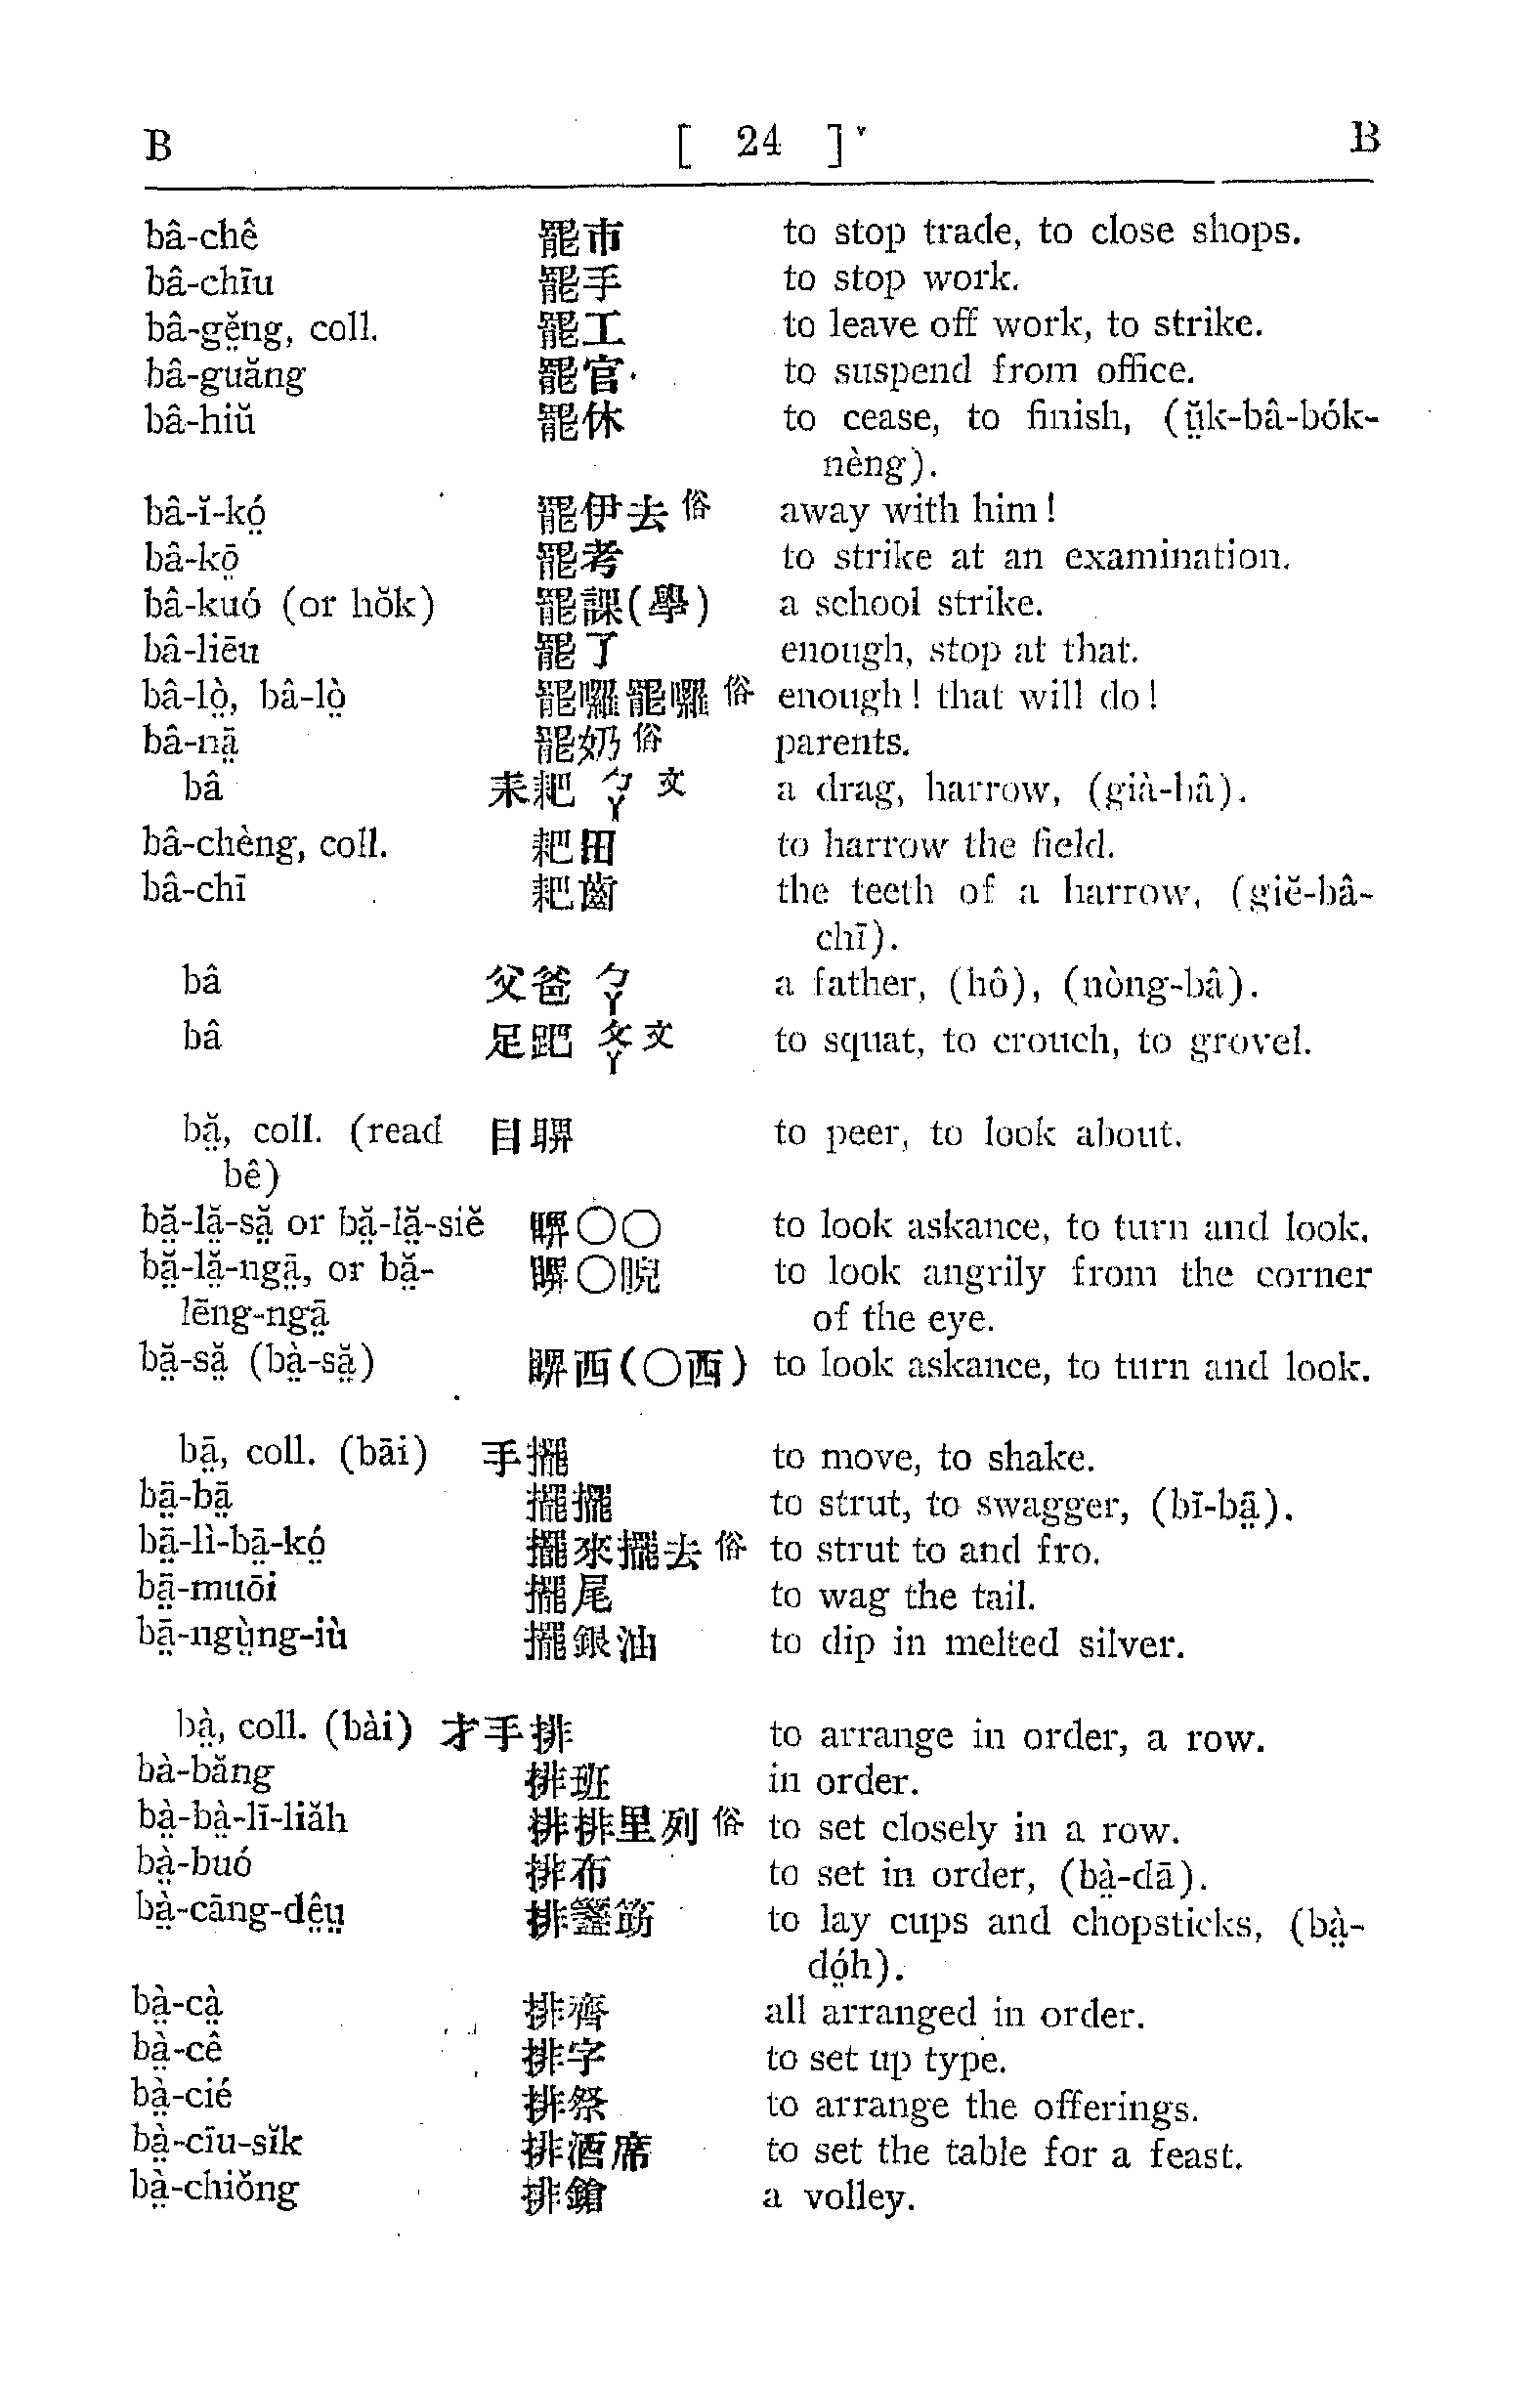 B [ 24 ] B
bâ-chê 罷市 to stop trade, to close shops.
bâ-chīu 罷手 to stop work.
bâ-gĕ̤ng, coll. 罷工 to leave off work, to strike.
bâ-guăng 罷官 to suspend from office.
bâ-hiŭ 罷休 to cease, to finish, (ṳ̆k-bâ-bók-
nèng).
bâ-ĭ-kó̤ 罷伊去俗 away with him!
bâ-kō̤ 罷考 to strike at an examination.
bâ-kuó (or hŏk) 罷課(學) a school strike.
bâ-liēu 罷了 enough, stop at that.
bâ-lò̤, bâ-lò̤ 罷囉罷囉俗 enough! that will do!
bâ-nā̤ 罷奶俗 parents.
bâ 耒耙 ㄅㄚ 文 a drag, harrow, (già-bâ).
bâ-chèng, coll. 耙田 to harrow the field.
bâ-chī 耙齒 the teeth of a harrow, (giĕ-bâ-
chī).
bâ 父爸 ㄅㄚ a father, (hô), (nòng-bâ).
bâ 足跁 ㄆㄚ 文 to squat, to crouch, to grovel.
bă̤, coll. (read 目 to peer, to look about.
bê)
bă̤-lă̤-să̤ or bă̤-lă̤-siĕ ○○ to look askance, to turn and look.
bă̤-lă̤-ngā̤, or bă̤- ○睨 to look angrily from the corner
lēng-ngā̤ of the eye.
bă̤-să̤ (bà̤-să̤) 西(○西) to look askance, to turn and look.
bā̤, coll. (bāi) 手擺 to move, to shake.
bā̤-bā̤ 擺擺 to strut, to swagger, (bī-bā̤).
bā̤-lì-bā̤-kó̤ 擺來擺去俗 to strut to and fro.
bā̤-muōi 擺尾 to wag the tail.
bā̤-ngṳ̀ng-iù 擺銀油 to dip in melted silver.
bà̤, coll. (bài) 才手排 to arrange in order, a row.
bà-băng 排班 in order.
bà̤-bà̤-lī-liăh 排排里列俗 to set closely in a row.
bà̤-buó 排布 to set in order, (bà̤-dā).
bà̤-cāng-dê̤ṳ 排盞筯 to lay cups and chopsticks, (bà̤-
dó̤h).
bà̤-cà̤ 排齊 all arranged in order.
bà̤-cê 排字 to set up type.
bà̤-cié 排祭 to arrange the offerings.
bà̤-cīu-sĭk 排酒席 to set the table for a feast.
bà̤-chiŏng 排鎗 a volley.